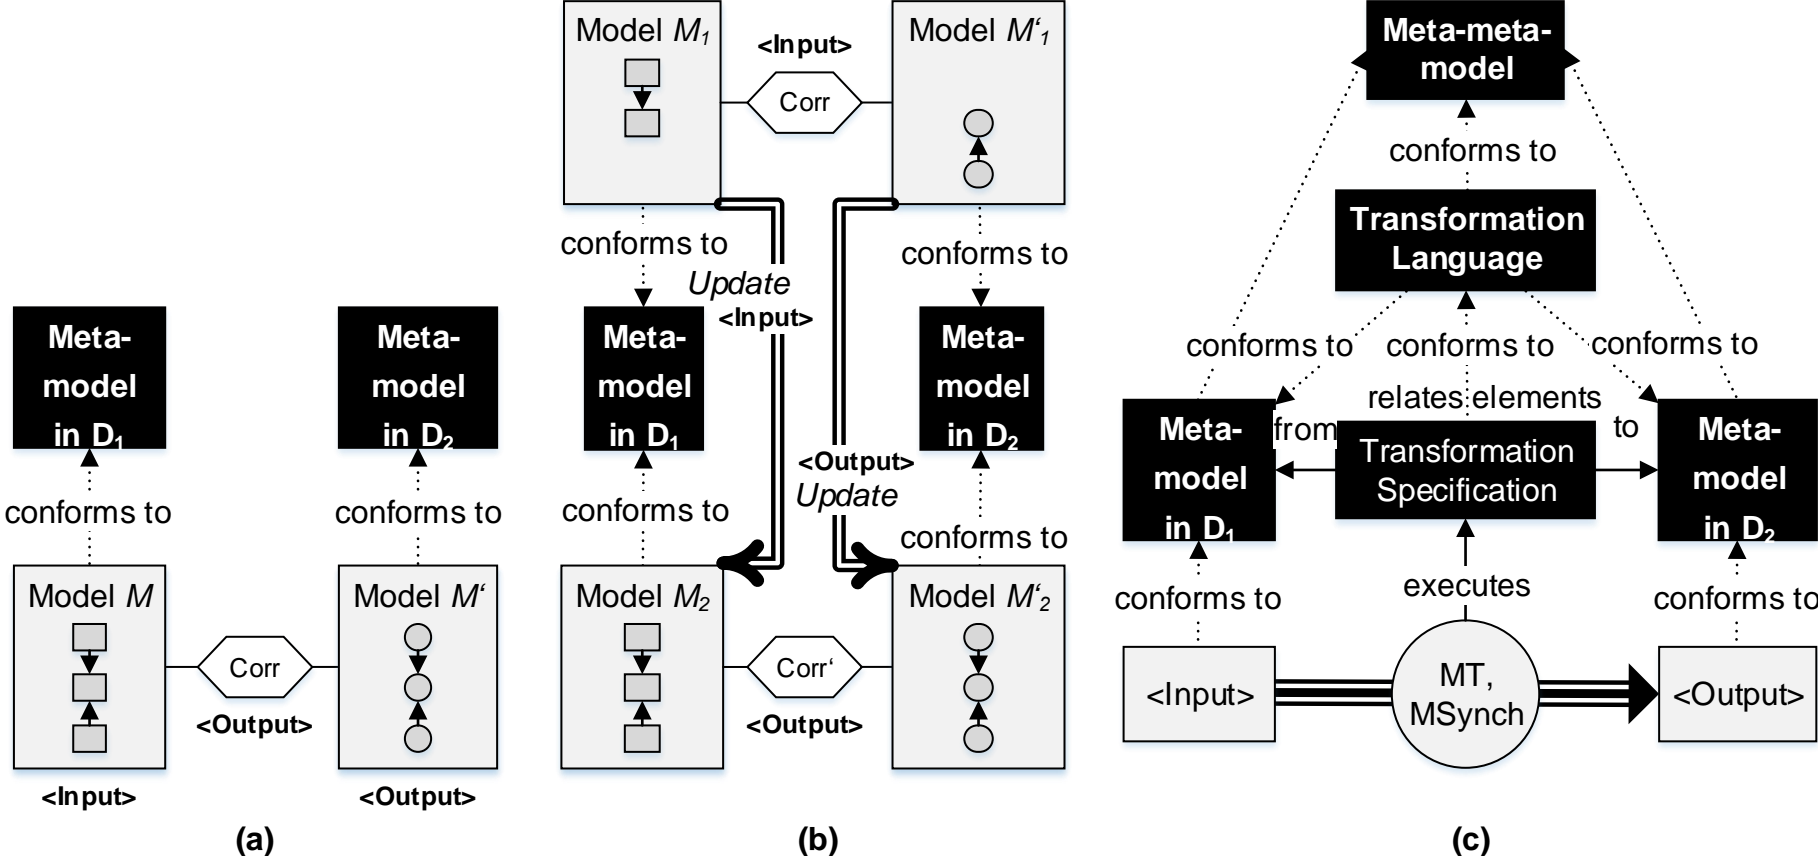 Meta-
model
in D1
Meta-
model
in D2
conforms to
conforms to
Model M
Model M‘
Corr
<Output>
<Input>
<Output>
(a)
Model M1
<Input>
Model M‘1
Corr
conforms to
conforms to
Update
<Input>
Meta-
model
in D1
Meta-
model
in D2
<Output>
Update
conforms to
conforms to
Model M2
Model M‘2
Corr‘
<Output>
(b)
Meta-meta-
model
conforms to
Transformation
Language
conforms to
conforms to
conforms to
relates elements
from
to
Meta-
model
in D1
Transformation
Specification
Meta-
model
in D2
conforms to
executes
conforms to
<Input>
MT,
MSynch
<Output>
(c)